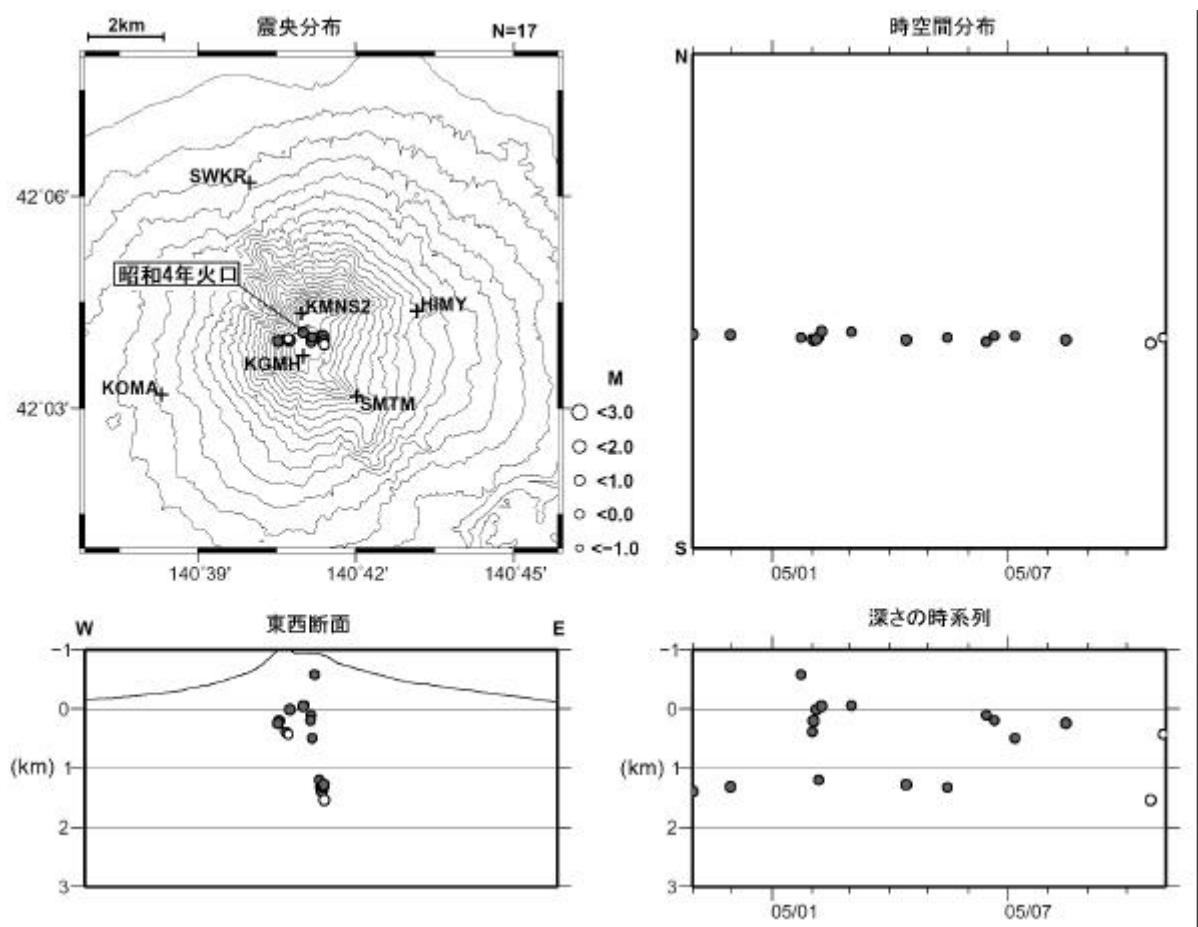 2km
震央分布
N=17
SWKR
42°06'
昭和4年火口
KMNS2
HIMY
KGMH
KOMA
SMTM
42°03'
M
<3.0
<2.0
<1.0
<0.0
<-1.0
140°39'
140°42'
140°45'
時空間分布
N
S
05/01
05/07
東西断面
W
E
-1
0
(km)
1
2
3
深さの時系列
-1
0
(km)
1
2
3
05/01
05/07